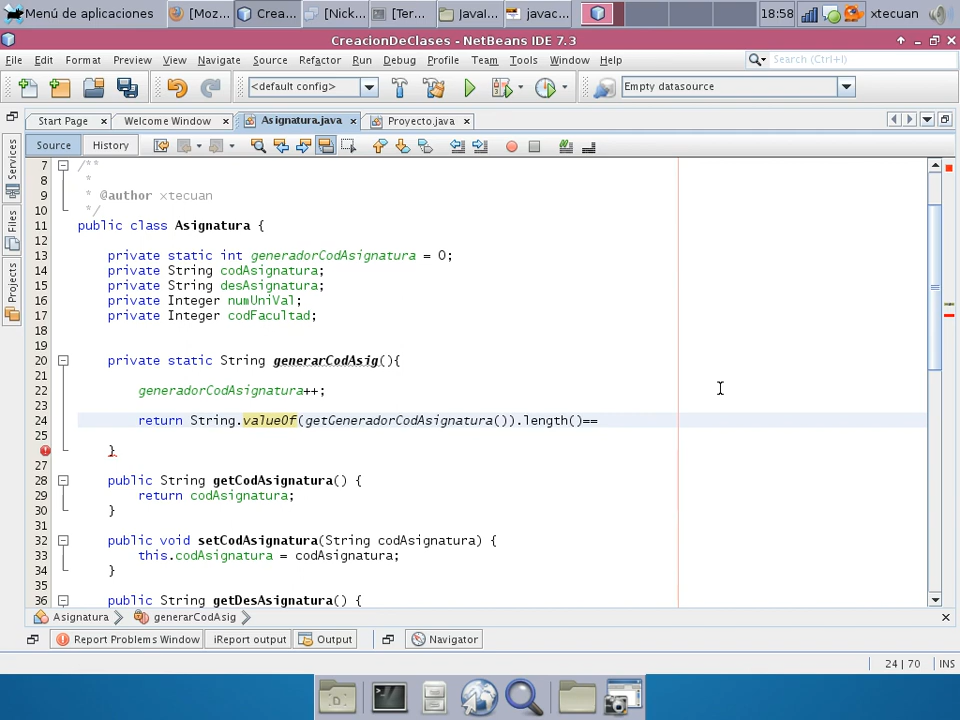 Menú de aplicaciones [Moz... Crea... [Nick... [Ter... Javal... javac... 18:58 xtecuan
CreacionDeClases - NetBeans IDE 7.3
File Edit Format Preview View Navigate Source Refactor Run Debug Profile Team Tools Window Help Search (Ctrl+I)
<default config> Empty datasource
Start Page Welcome Window Asignatura.java Proyecto.java
Source History
Services
Files
Projects
7 /**
8 *
9 * @author xtecuan
10 */
11 public class Asignatura {
12
13 private static int generadorCodAsignatura = 0;
14 private String codAsignatura;
15 private String desAsignatura;
16 private Integer numUniVal;
17 private Integer codFacultad;
18
19
20 private static String generarCodAsig(){
21
22 generadorCodAsignatura++;
23
24 return String.valueOf(getGeneradorCodAsignatura()).length()==
25
}
27
28 public String getCodAsignatura() {
29 return codAsignatura;
30 }
31
32 public void setCodAsignatura(String codAsignatura) {
33 this.codAsignatura = codAsignatura;
34 }
35
36 public String getDesAsignatura() {
Asignatura generarCodAsig
Report Problems Window iReport output Output Navigator
24 | 70 INS